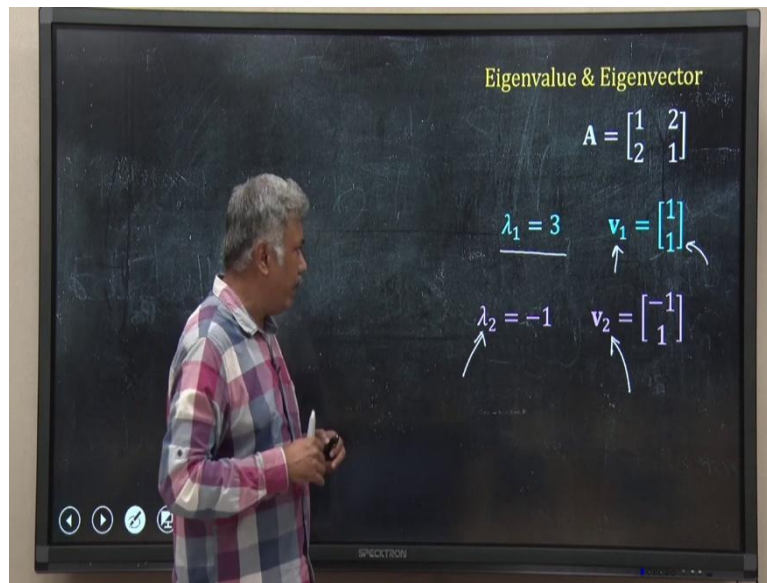 Eigenvalue & Eigenvector
A = [1 2
2 1]
λ₁ = 3 v₁ = [1
1]
λ₂ = −1 v₂ = [−1
1]
SPECKTRON